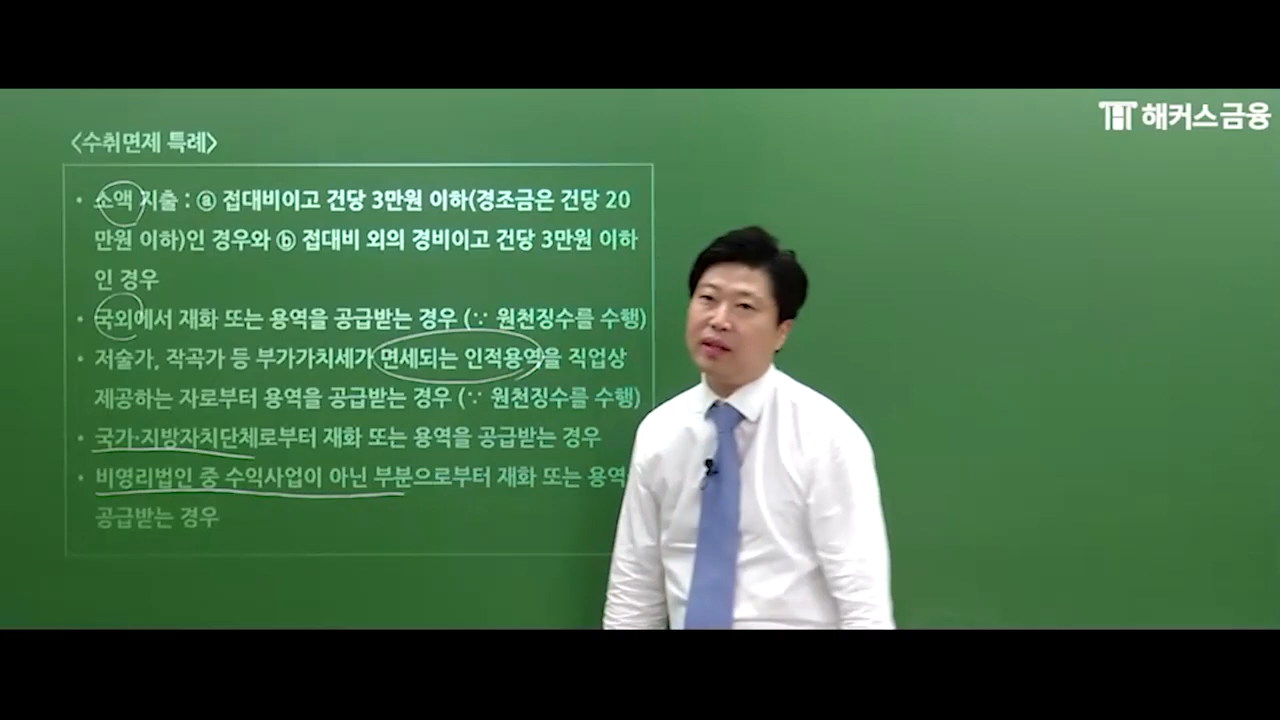 해커스금융
<수취면제 특례>
• 소액 지출 : ⓐ 접대비이고 건당 3만원 이하(경조금은 건당 20
만원 이하)인 경우와 ⓑ 접대비 외의 경비이고 건당 3만원 이하
인 경우
• 국외에서 재화 또는 용역을 공급받는 경우 (∵ 원천징수를 수행)
• 저술가, 작곡가 등 부가가치세가 면세되는 인적용역을 직업상
제공하는 자로부터 용역을 공급받는 경우 (∵ 원천징수를 수행)
• 국가·지방자치단체로부터 재화 또는 용역을 공급받는 경우
• 비영리법인 중 수익사업이 아닌 부분으로부터 재화 또는 용역
공급받는 경우